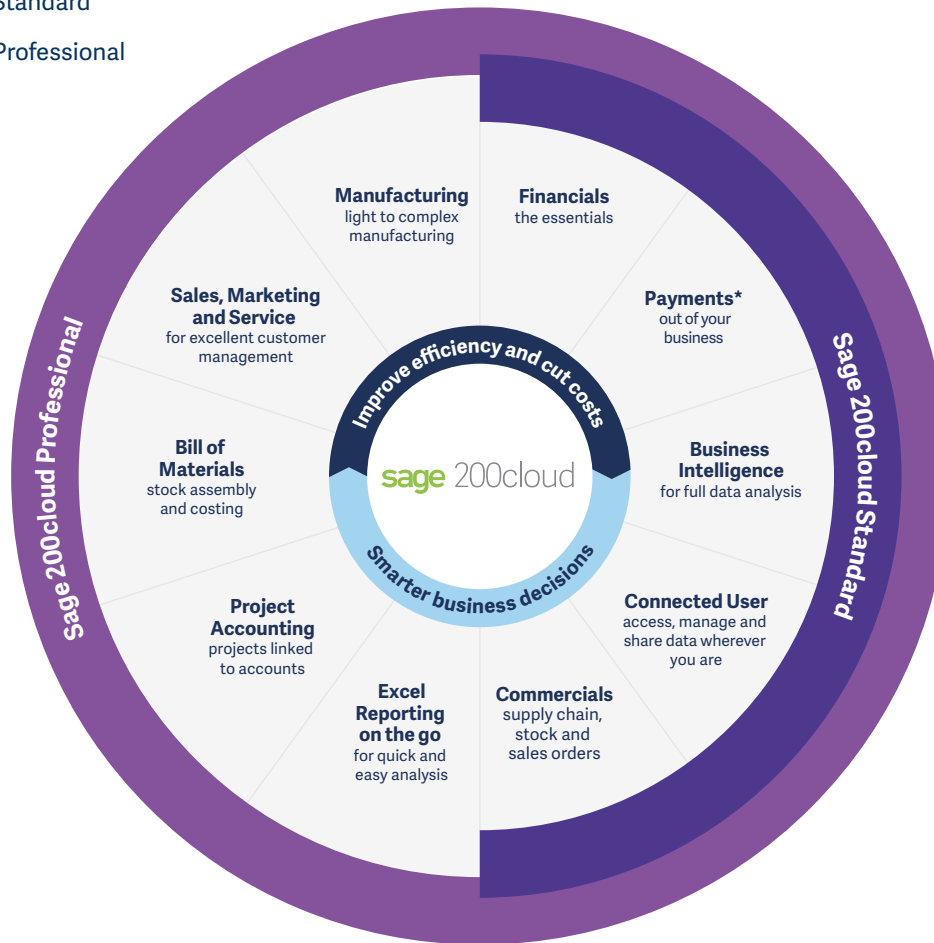 Standard
Professional
Manufacturing
light to complex
manufacturing
Financials
the essentials
Payments*
out of your
business
Business
Intelligence
for full data analysis
Connected User
access, manage and
share data wherever
you are
Commercials
supply chain,
stock and
sales orders
Excel
Reporting
on the go
for quick and
easy analysis
Project
Accounting
projects linked
to accounts
Bill of
Materials
stock assembly
and costing
Sales, Marketing
and Service
for excellent customer
management
Improve efficiency and cut costs
sage 200cloud
Smarter business decisions
Sage 200cloud Professional
Sage 200cloud Standard